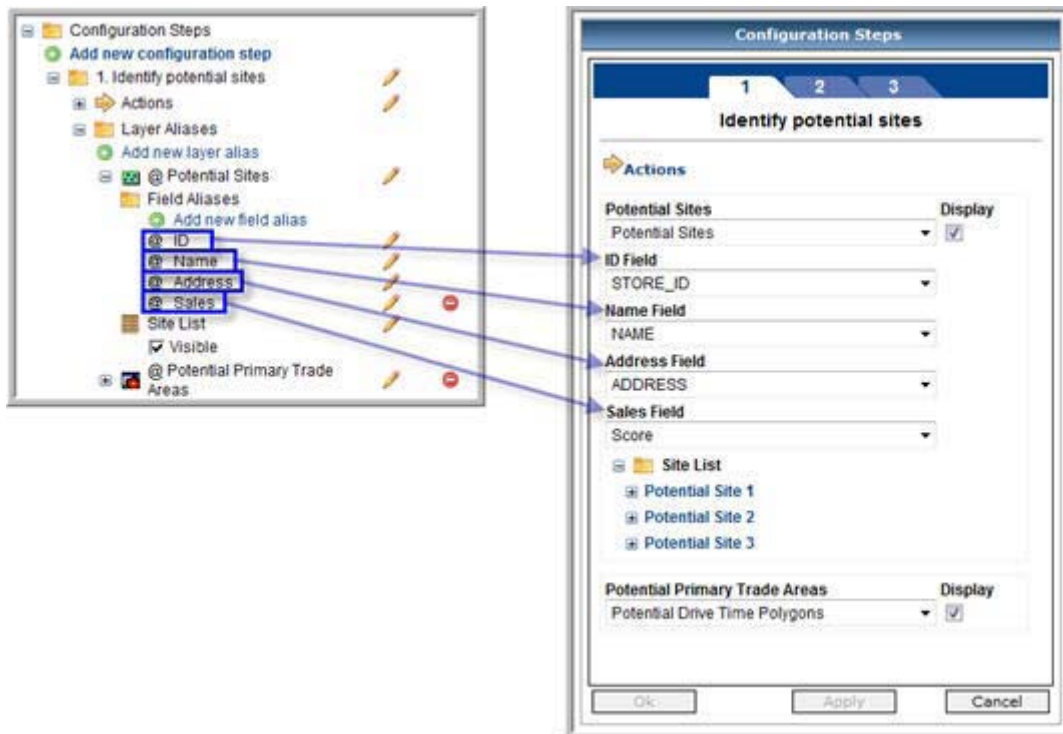 Configuration Steps
Add new configuration step
1. Identify potential sites
Actions
Layer Aliases
Add new layer alias
@ Potential Sites
Field Aliases
Add new field alias
@ ID
@ Name
@ Address
@ Sales
Site List
Visible
@ Potential Primary Trade
Areas
Configuration Steps
1 2 3
Identify potential sites
Actions
Potential Sites Display
Potential Sites
ID Field
STORE_ID
Name Field
NAME
Address Field
ADDRESS
Sales Field
Score
Site List
Potential Site 1
Potential Site 2
Potential Site 3
Potential Primary Trade Areas Display
Potential Drive Time Polygons
Ok Apply Cancel